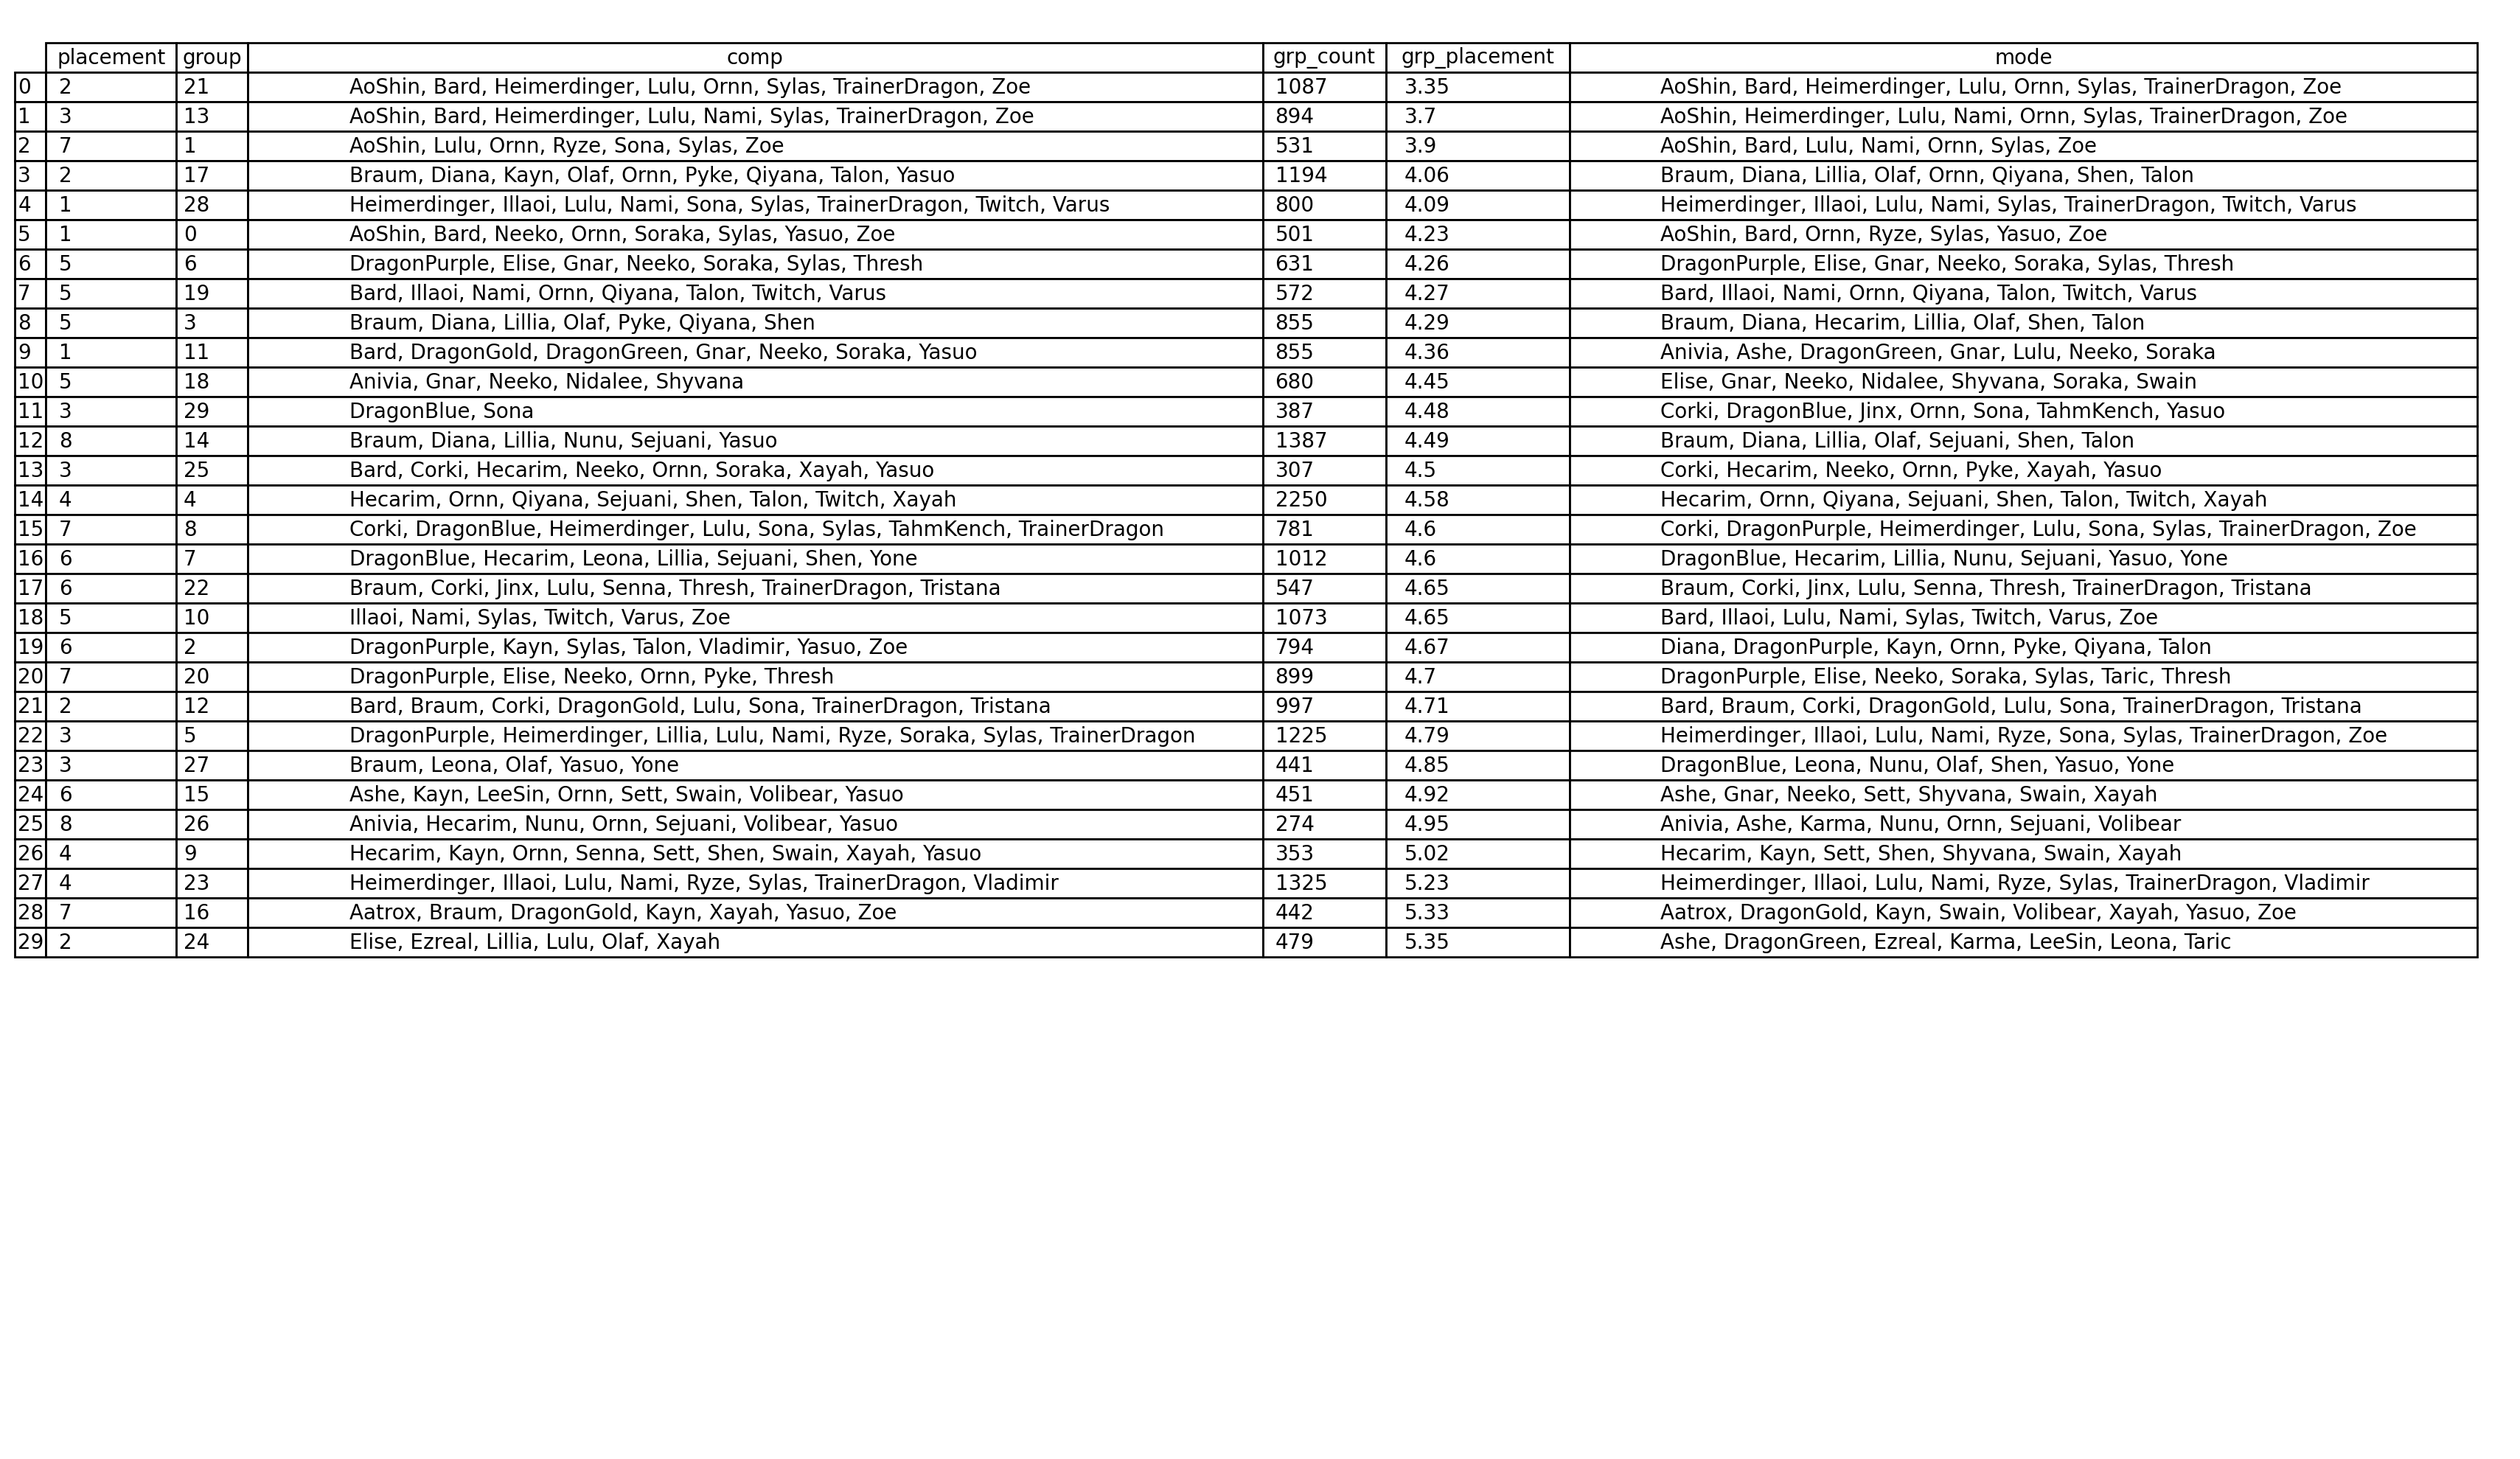 placement group comp grp_count grp_placement mode
0 2 21 AoShin, Bard, Heimerdinger, Lulu, Ornn, Sylas, TrainerDragon, Zoe 1087 3.35 AoShin, Bard, Heimerdinger, Lulu, Ornn, Sylas, TrainerDragon, Zoe
1 3 13 AoShin, Bard, Heimerdinger, Lulu, Nami, Sylas, TrainerDragon, Zoe 894 3.7 AoShin, Heimerdinger, Lulu, Nami, Ornn, Sylas, TrainerDragon, Zoe
2 7 1 AoShin, Lulu, Ornn, Ryze, Sona, Sylas, Zoe 531 3.9 AoShin, Bard, Lulu, Nami, Ornn, Sylas, Zoe
3 2 17 Braum, Diana, Kayn, Olaf, Ornn, Pyke, Qiyana, Talon, Yasuo 1194 4.06 Braum, Diana, Lillia, Olaf, Ornn, Qiyana, Shen, Talon
4 1 28 Heimerdinger, Illaoi, Lulu, Nami, Sona, Sylas, TrainerDragon, Twitch, Varus 800 4.09 Heimerdinger, Illaoi, Lulu, Nami, Sylas, TrainerDragon, Twitch, Varus
5 1 0 AoShin, Bard, Neeko, Ornn, Soraka, Sylas, Yasuo, Zoe 501 4.23 AoShin, Bard, Ornn, Ryze, Sylas, Yasuo, Zoe
6 5 6 DragonPurple, Elise, Gnar, Neeko, Soraka, Sylas, Thresh 631 4.26 DragonPurple, Elise, Gnar, Neeko, Soraka, Sylas, Thresh
7 5 19 Bard, Illaoi, Nami, Ornn, Qiyana, Talon, Twitch, Varus 572 4.27 Bard, Illaoi, Nami, Ornn, Qiyana, Talon, Twitch, Varus
8 5 3 Braum, Diana, Lillia, Olaf, Pyke, Qiyana, Shen 855 4.29 Braum, Diana, Hecarim, Lillia, Olaf, Shen, Talon
9 1 11 Bard, DragonGold, DragonGreen, Gnar, Neeko, Soraka, Yasuo 855 4.36 Anivia, Ashe, DragonGreen, Gnar, Lulu, Neeko, Soraka
10 5 18 Anivia, Gnar, Neeko, Nidalee, Shyvana 680 4.45 Elise, Gnar, Neeko, Nidalee, Shyvana, Soraka, Swain
11 3 29 DragonBlue, Sona 387 4.48 Corki, DragonBlue, Jinx, Ornn, Sona, TahmKench, Yasuo
12 8 14 Braum, Diana, Lillia, Nunu, Sejuani, Yasuo 1387 4.49 Braum, Diana, Lillia, Olaf, Sejuani, Shen, Talon
13 3 25 Bard, Corki, Hecarim, Neeko, Ornn, Soraka, Xayah, Yasuo 307 4.5 Corki, Hecarim, Neeko, Ornn, Pyke, Xayah, Yasuo
14 4 4 Hecarim, Ornn, Qiyana, Sejuani, Shen, Talon, Twitch, Xayah 2250 4.58 Hecarim, Ornn, Qiyana, Sejuani, Shen, Talon, Twitch, Xayah
15 7 8 Corki, DragonBlue, Heimerdinger, Lulu, Sona, Sylas, TahmKench, TrainerDragon 781 4.6 Corki, DragonPurple, Heimerdinger, Lulu, Sona, Sylas, TrainerDragon, Zoe
16 6 7 DragonBlue, Hecarim, Leona, Lillia, Sejuani, Shen, Yone 1012 4.6 DragonBlue, Hecarim, Lillia, Nunu, Sejuani, Yasuo, Yone
17 6 22 Braum, Corki, Jinx, Lulu, Senna, Thresh, TrainerDragon, Tristana 547 4.65 Braum, Corki, Jinx, Lulu, Senna, Thresh, TrainerDragon, Tristana
18 5 10 Illaoi, Nami, Sylas, Twitch, Varus, Zoe 1073 4.65 Bard, Illaoi, Lulu, Nami, Sylas, Twitch, Varus, Zoe
19 6 2 DragonPurple, Kayn, Sylas, Talon, Vladimir, Yasuo, Zoe 794 4.67 Diana, DragonPurple, Kayn, Ornn, Pyke, Qiyana, Talon
20 7 20 DragonPurple, Elise, Neeko, Ornn, Pyke, Thresh 899 4.7 DragonPurple, Elise, Neeko, Soraka, Sylas, Taric, Thresh
21 2 12 Bard, Braum, Corki, DragonGold, Lulu, Sona, TrainerDragon, Tristana 997 4.71 Bard, Braum, Corki, DragonGold, Lulu, Sona, TrainerDragon, Tristana
22 3 5 DragonPurple, Heimerdinger, Lillia, Lulu, Nami, Ryze, Soraka, Sylas, TrainerDragon 1225 4.79 Heimerdinger, Illaoi, Lulu, Nami, Ryze, Sona, Sylas, TrainerDragon, Zoe
23 3 27 Braum, Leona, Olaf, Yasuo, Yone 441 4.85 DragonBlue, Leona, Nunu, Olaf, Shen, Yasuo, Yone
24 6 15 Ashe, Kayn, LeeSin, Ornn, Sett, Swain, Volibear, Yasuo 451 4.92 Ashe, Gnar, Neeko, Sett, Shyvana, Swain, Xayah
25 8 26 Anivia, Hecarim, Nunu, Ornn, Sejuani, Volibear, Yasuo 274 4.95 Anivia, Ashe, Karma, Nunu, Ornn, Sejuani, Volibear
26 4 9 Hecarim, Kayn, Ornn, Senna, Sett, Shen, Swain, Xayah, Yasuo 353 5.02 Hecarim, Kayn, Sett, Shen, Shyvana, Swain, Xayah
27 4 23 Heimerdinger, Illaoi, Lulu, Nami, Ryze, Sylas, TrainerDragon, Vladimir 1325 5.23 Heimerdinger, Illaoi, Lulu, Nami, Ryze, Sylas, TrainerDragon, Vladimir
28 7 16 Aatrox, Braum, DragonGold, Kayn, Xayah, Yasuo, Zoe 442 5.33 Aatrox, DragonGold, Kayn, Swain, Volibear, Xayah, Yasuo, Zoe
29 2 24 Elise, Ezreal, Lillia, Lulu, Olaf, Xayah 479 5.35 Ashe, DragonGreen, Ezreal, Karma, LeeSin, Leona, Taric